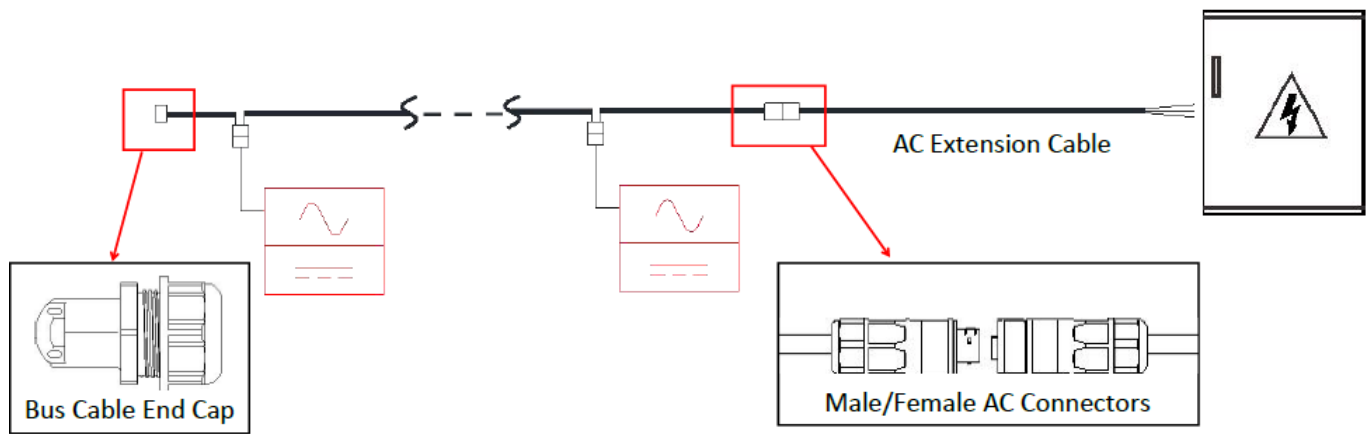 AC Extension Cable
Bus Cable End Cap
Male/Female AC Connectors